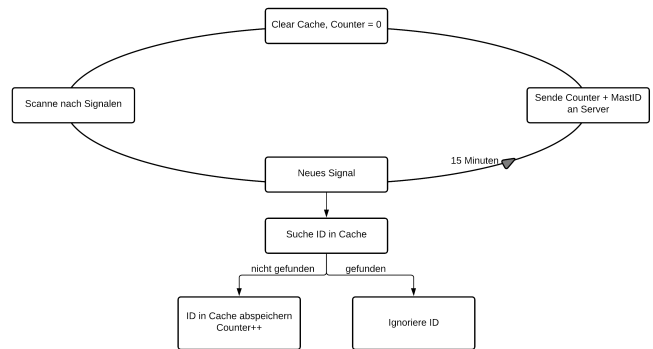 Clear Cache, Counter = 0
Scanne nach Signalen
Sende Counter + MastID
an Server
15 Minuten
Neues Signal
Suche ID in Cache
nicht gefunden
gefunden
ID in Cache abspeichern
Counter++
Ignoriere ID